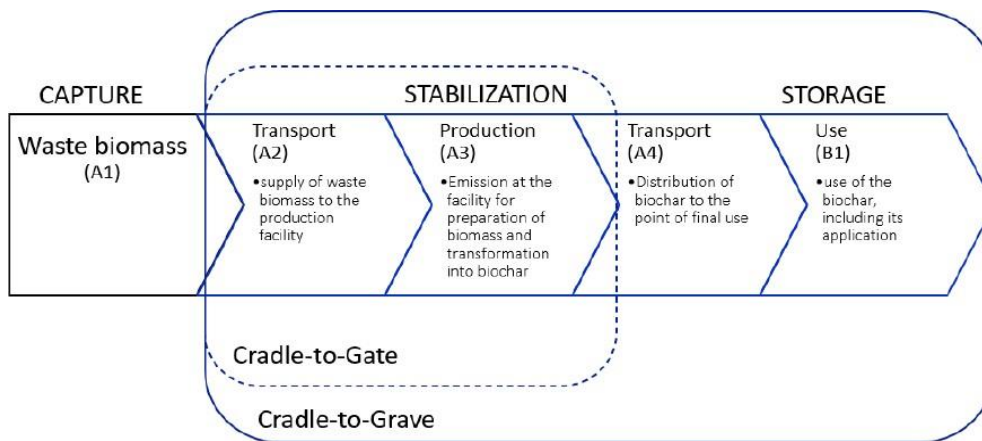 CAPTURE
STABILIZATION
STORAGE
Waste biomass
(A1)
Transport
(A2)
•supply of waste
biomass to the
production
facility
Production
(A3)
•Emission at the
facility for
preparation of
biomass and
transformation
into biochar
Transport
(A4)
•Distribution of
biochar to the
point of final use
Use
(B1)
•use of the
biochar,
including its
application
Cradle-to-Gate
Cradle-to-Grave